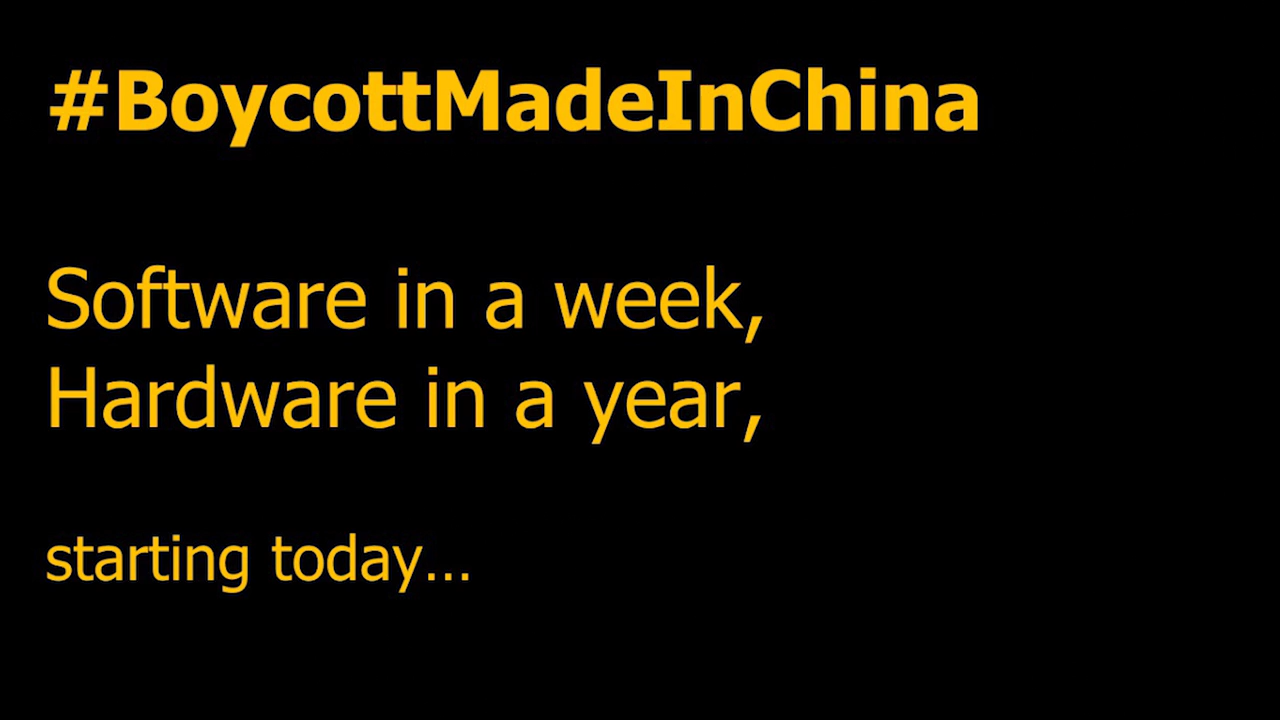 #BoycottMadeInChina
Software in a week,
Hardware in a year,
starting today...